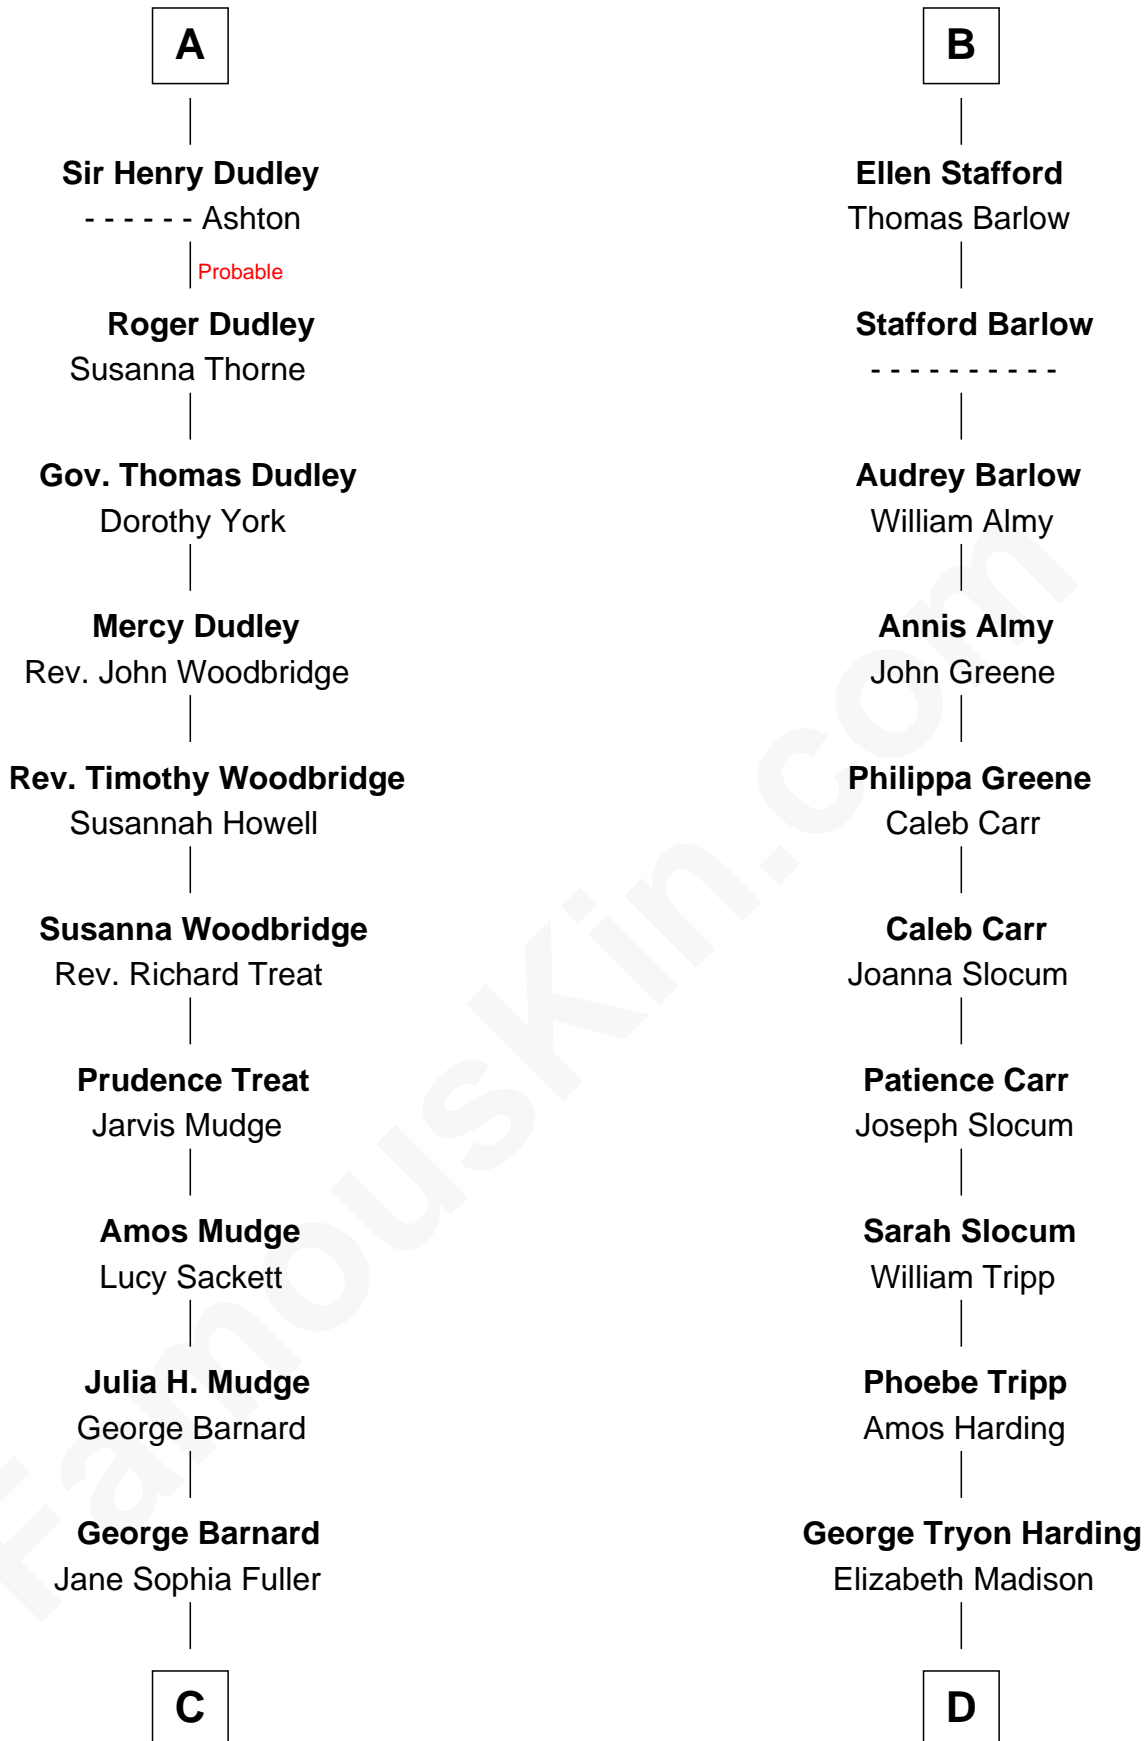 A
Sir Henry Dudley
- - - - - - Ashton
Probable
Roger Dudley
Susanna Thorne
Gov. Thomas Dudley
Dorothy York
Mercy Dudley
Rev. John Woodbridge
Rev. Timothy Woodbridge
Susannah Howell
Susanna Woodbridge
Rev. Richard Treat
Prudence Treat
Jarvis Mudge
Amos Mudge
Lucy Sackett
Julia H. Mudge
George Barnard
George Barnard
Jane Sophia Fuller
C
B
Ellen Stafford
Thomas Barlow
Stafford Barlow
- - - - - - - - - -
Audrey Barlow
William Almy
Annis Almy
John Greene
Philippa Greene
Caleb Carr
Caleb Carr
Joanna Slocum
Patience Carr
Joseph Slocum
Sarah Slocum
William Tripp
Phoebe Tripp
Amos Harding
George Tryon Harding
Elizabeth Madison
D
FamousKin.com